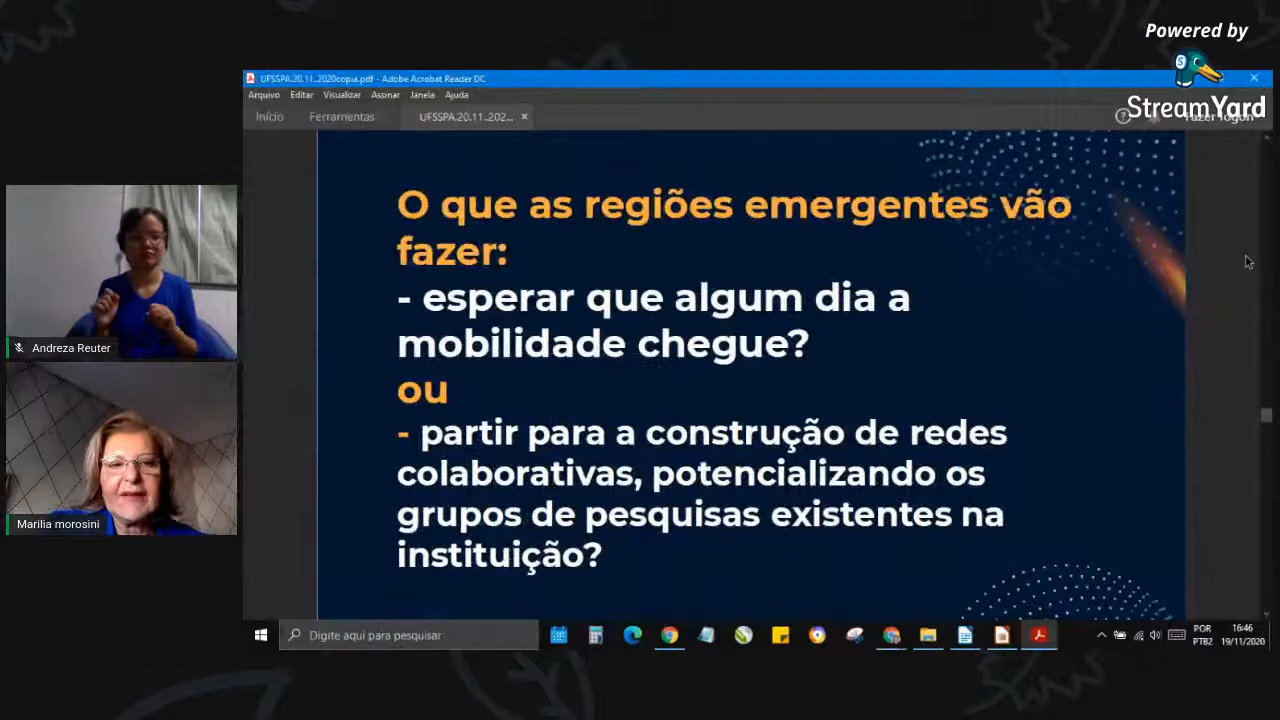 Powered by
StreamYard
UFSSPA.20.11..2020copia.pdf - Adobe Acrobat Reader DC
Arquivo Editar Visualizar Assinar Janela Ajuda
Início Ferramentas UFSSPA.20.11..202...
Fazer logon
O que as regiões emergentes vão
fazer:
- esperar que algum dia a
mobilidade chegue?
ou
- partir para a construção de redes
colaborativas, potencializando os
grupos de pesquisas existentes na
instituição?
Andreza Reuter
Marilia morosini
Digite aqui para pesquisar
POR
PTB2
16:46
19/11/2020